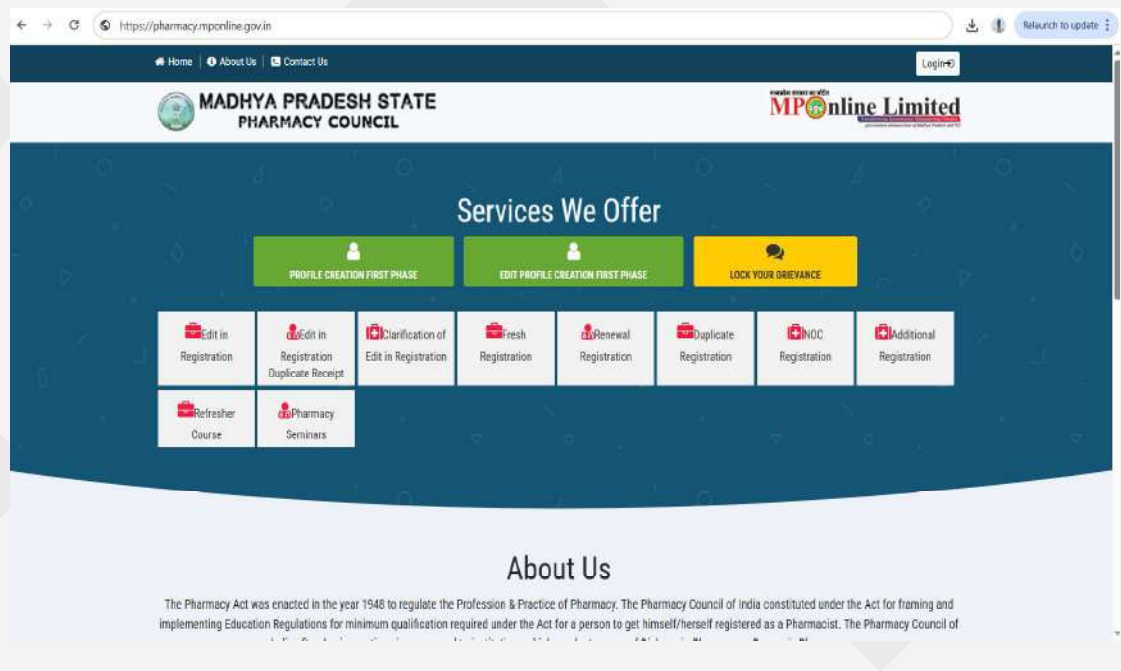 https://pharmacy.mponline.gov.in
Relaunch to update
Home
About Us
Contact Us
Login
MADHYA PRADESH STATE
PHARMACY COUNCIL
MPOnline Limited
Services We Offer
PROFILE CREATION FIRST PHASE
EDIT PROFILE CREATION FIRST PHASE
LOCK YOUR GRIEVANCE
Edit in
Registration
Edit in
Registration
Duplicate Receipt
Clarification of
Edit in Registration
Fresh
Registration
Renewal
Registration
Duplicate
Registration
NOC
Registration
Additional
Registration
Refresher
Course
Pharmacy
Seminars
About Us
The Pharmacy Act was enacted in the year 1948 to regulate the Profession & Practice of Pharmacy. The Pharmacy Council of India constituted under the Act for framing and
implementing Education Regulations for minimum qualification required under the Act for a person to get himself/herself registered as a Pharmacist. The Pharmacy Council of